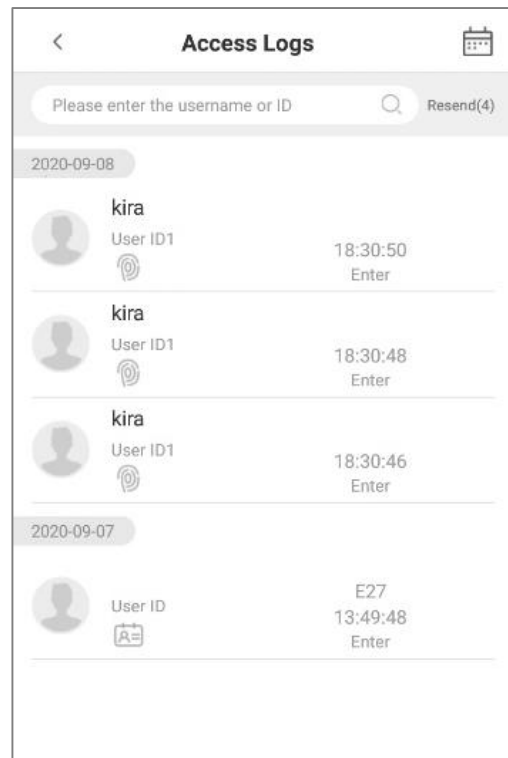 Access Logs
Please enter the username or ID
Resend(4)
2020-09-08
kira
User ID1
18:30:50
Enter
kira
User ID1
18:30:48
Enter
kira
User ID1
18:30:46
Enter
2020-09-07
E27
User ID
13:49:48
Enter